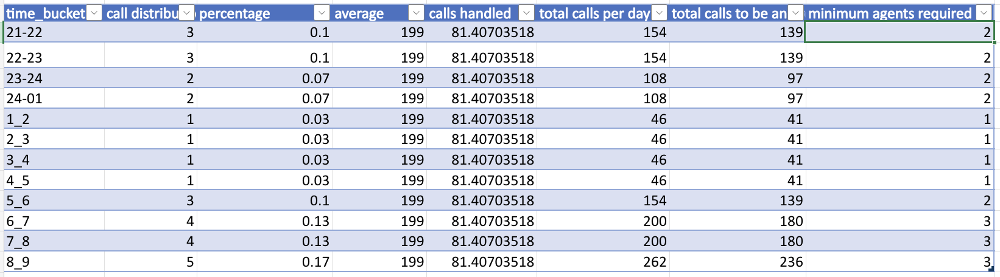 time_bucket call distribu percentage average calls handled total calls per day total calls to be an minimum agents required
21-22 3 0.1 199 81.40703518 154 139 2
22-23 3 0.1 199 81.40703518 154 139 2
23-24 2 0.07 199 81.40703518 108 97 2
24-01 2 0.07 199 81.40703518 108 97 2
1_2 1 0.03 199 81.40703518 46 41 1
2_3 1 0.03 199 81.40703518 46 41 1
3_4 1 0.03 199 81.40703518 46 41 1
4_5 1 0.03 199 81.40703518 46 41 1
5_6 3 0.1 199 81.40703518 154 139 2
6_7 4 0.13 199 81.40703518 200 180 3
7_8 4 0.13 199 81.40703518 200 180 3
8_9 5 0.17 199 81.40703518 262 236 3